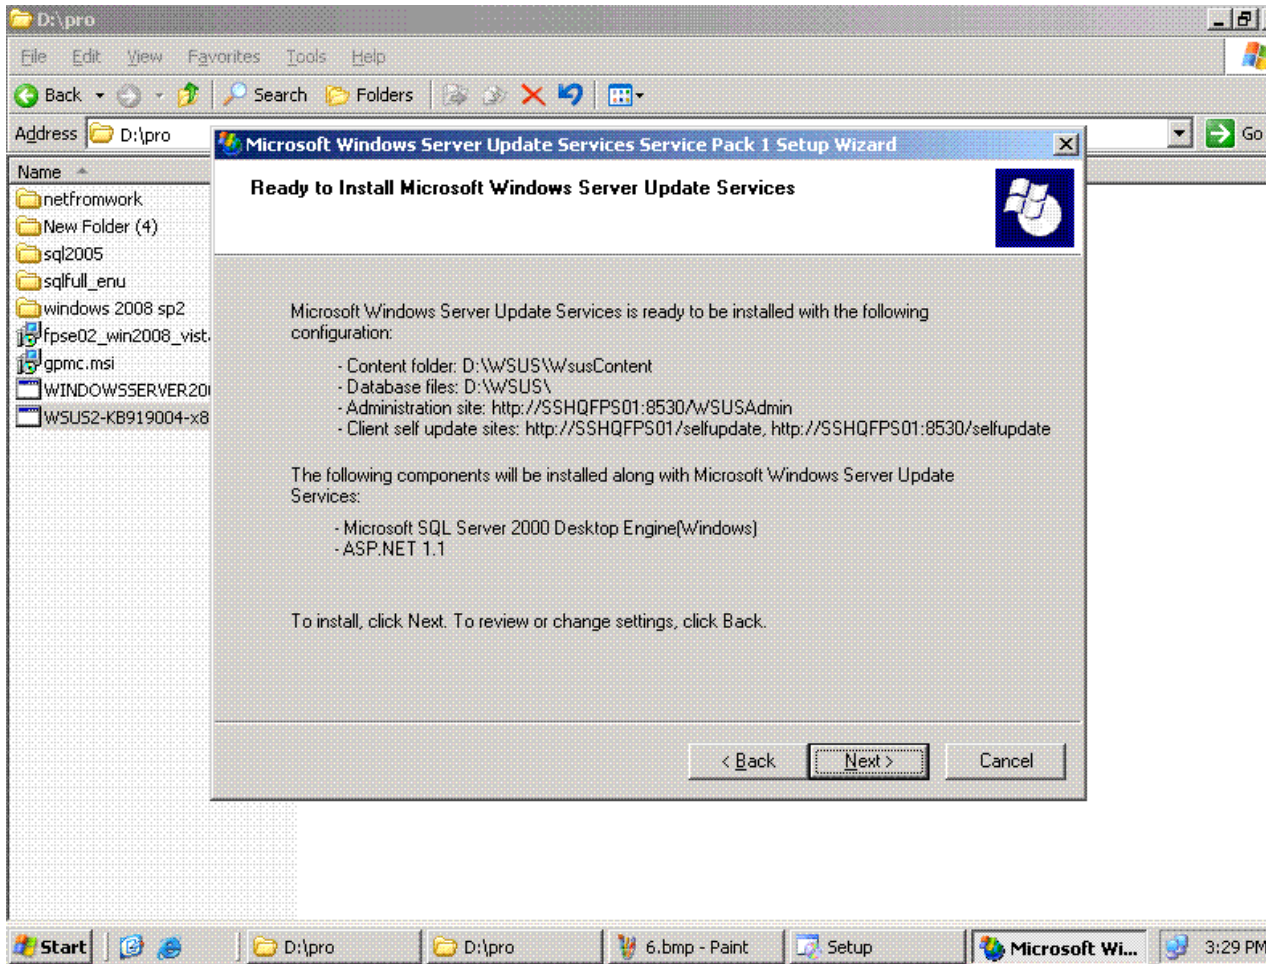 D:\pro
File Edit View Favorites Tools Help
Back Search Folders
Address D:\pro Go
Microsoft Windows Server Update Services Service Pack 1 Setup Wizard
Name
netfromwork
New Folder (4)
sql2005
sqlfull_enu
windows 2008 sp2
fpse02_win2008_vist
gpmc.msi
WINDOWSSERVER20
WSUS2-KB919004-x8
Ready to Install Microsoft Windows Server Update Services
Microsoft Windows Server Update Services is ready to be installed with the following
configuration:
- Content folder: D:\WSUS\WsusContent
- Database files: D:\WSUS\
- Administration site: http://SSHQFPS01:8530/WSUSAdmin
- Client self update sites: http://SSHQFPS01/selfupdate, http://SSHQFPS01:8530/selfupdate
The following components will be installed along with Microsoft Windows Server Update
Services:
- Microsoft SQL Server 2000 Desktop Engine(Windows)
- ASP.NET 1.1
To install, click Next. To review or change settings, click Back.
< Back Next > Cancel
Start D:\pro D:\pro 6.bmp - Paint Setup Microsoft Wi... 3:29 PM